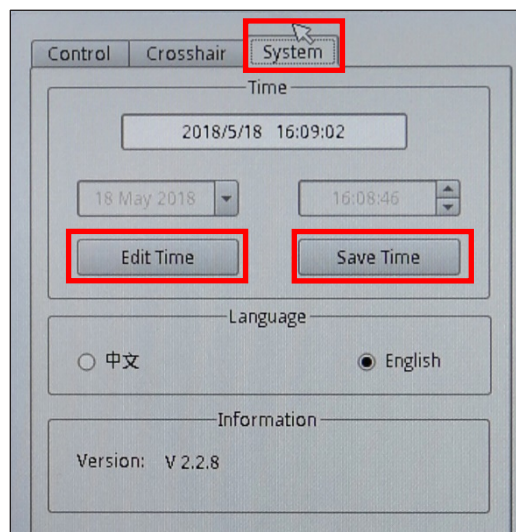 Control Crosshair System
Time
2018/5/18 16:09:02
18 May 2018 16:08:46
Edit Time Save Time
Language
中文 English
Information
Version: V 2.2.8